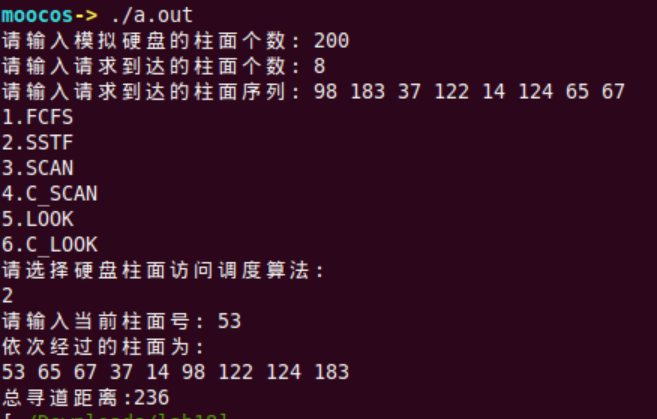 moocos-> ./a.out
请输入模拟硬盘的柱面个数: 200
请输入请求到达的柱面个数: 8
请输入请求到达的柱面序列: 98 183 37 122 14 124 65 67
1.FCFS
2.SSTF
3.SCAN
4.C_SCAN
5.LOOK
6.C_LOOK
请选择硬盘柱面访问调度算法:
2
请输入当前柱面号: 53
依次经过的柱面为:
53 65 67 37 14 98 122 124 183
总寻道距离:236